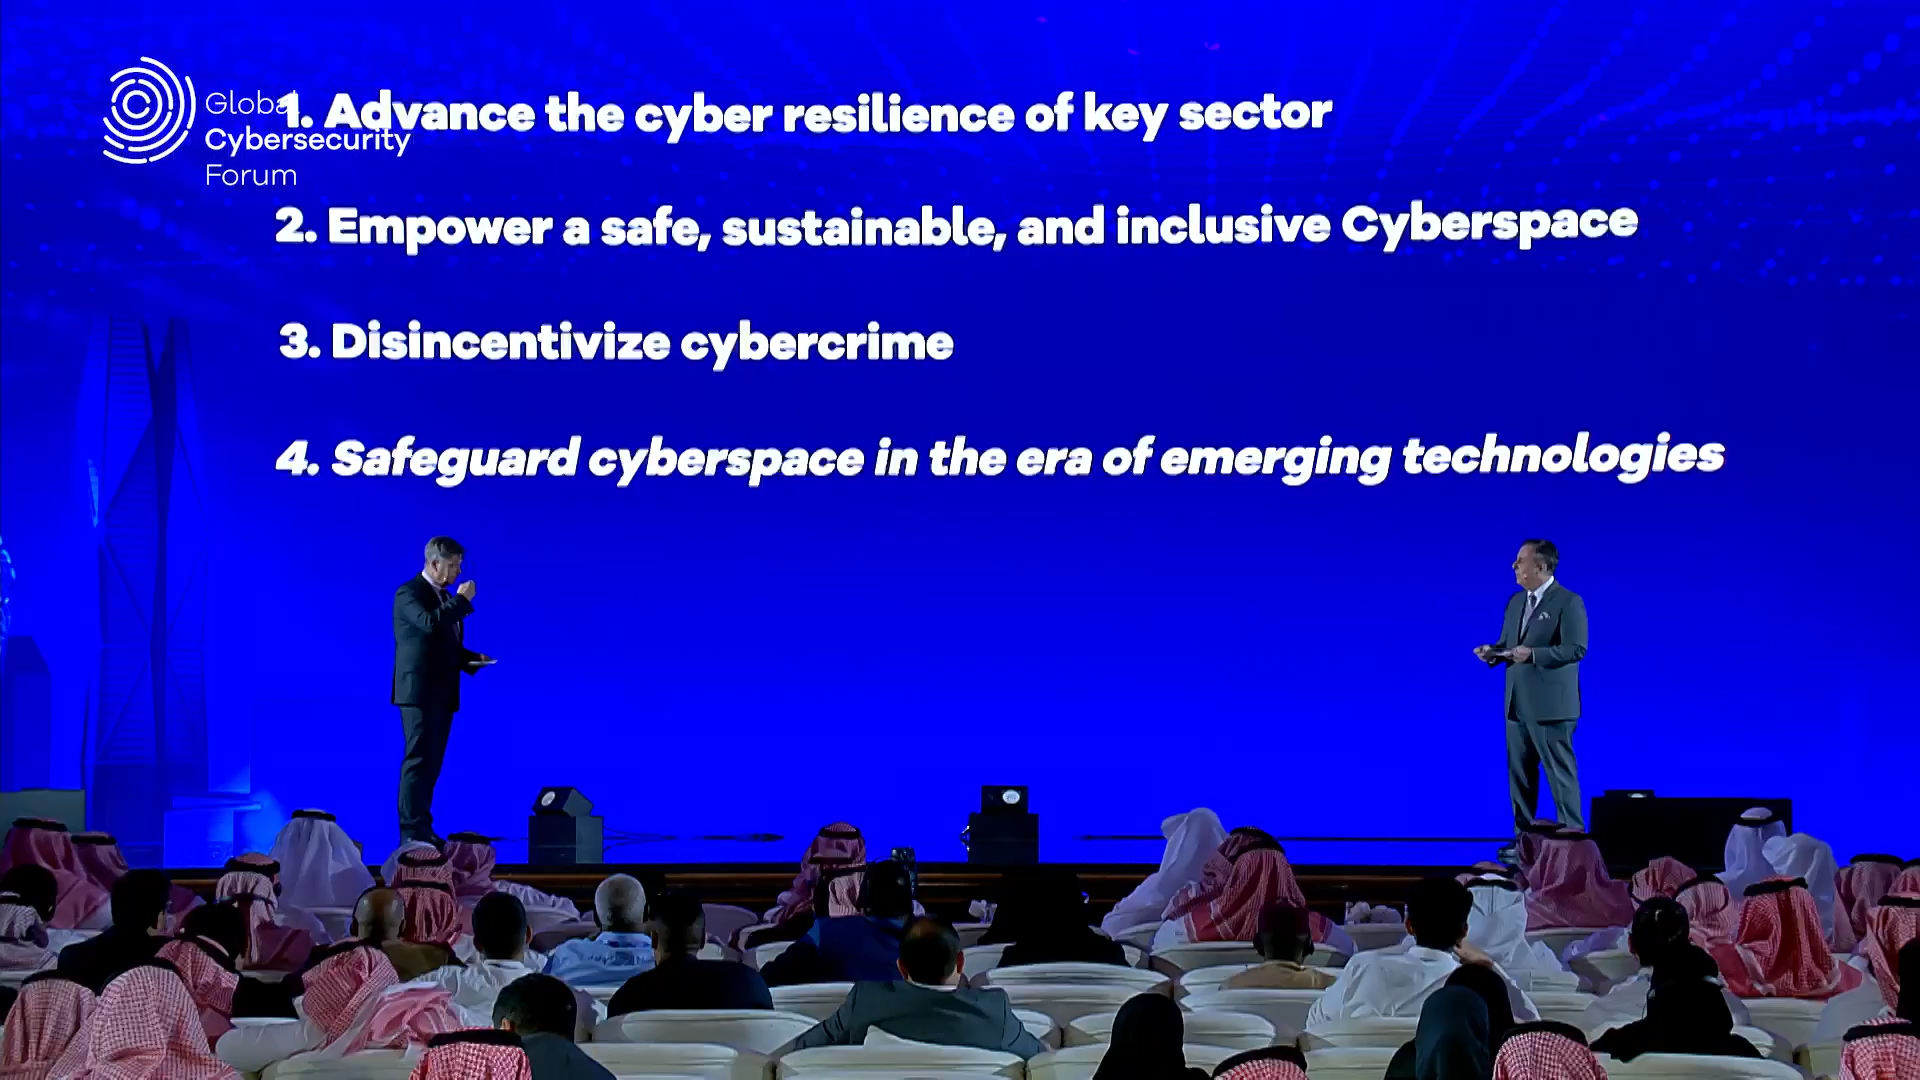 Global
Cybersecurity
Forum
1. Advance the cyber resilience of key sector
2. Empower a safe, sustainable, and inclusive Cyberspace
3. Disincentivize cybercrime
4. Safeguard cyberspace in the era of emerging technologies